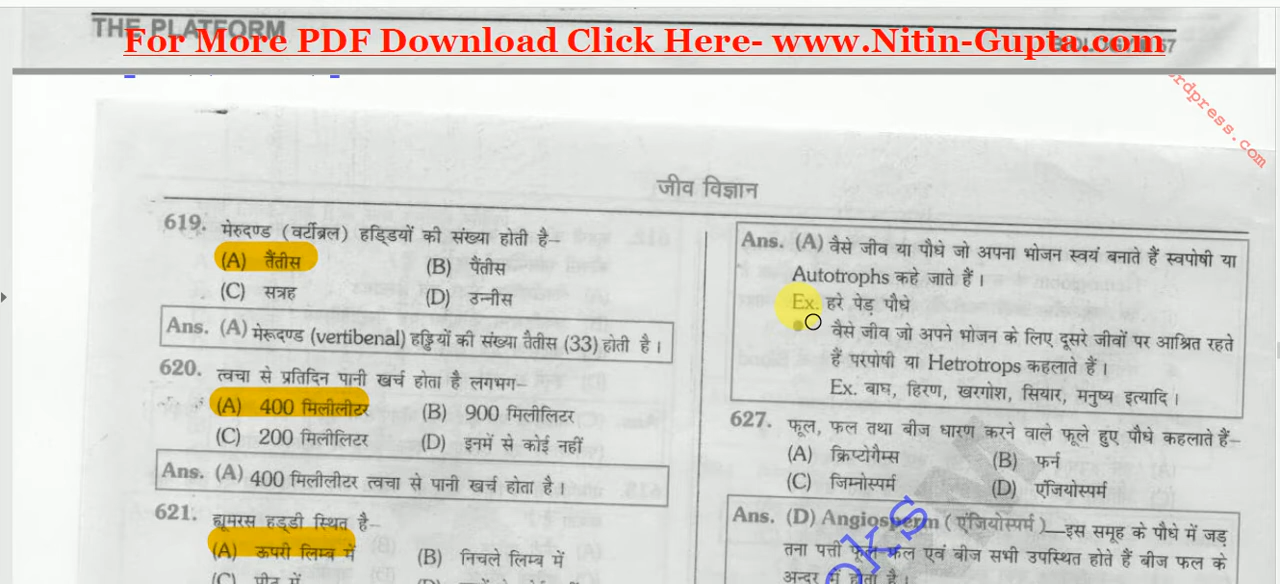 THE PLATFORM
For More PDF Download Click Here- www.Nitin-Gupta.com
rdpress.com
जीव विज्ञान
619. मेरुदण्ड (वर्टीब्रल) हड्डियों की संख्या होती है–
(A) तैंतीस (B) पैंतीस
(C) सत्रह (D) उन्नीस
Ans. (A) मेरूदण्ड (vertibenal) हड्डियों की संख्या तैतीस (33) होती है।
620. त्वचा से प्रतिदिन पानी खर्च होता है लगभग–
(A) 400 मिलीलीटर (B) 900 मिलीलिटर
(C) 200 मिलीलिटर (D) इनमें से कोई नहीं
Ans. (A) 400 मिलीलीटर त्वचा से पानी खर्च होता है।
621. ह्यूमरस हड्डी स्थित है–
(A) ऊपरी लिम्ब में (B) निचले लिम्ब में
Ans. (A) वैसे जीव या पौधे जो अपना भोजन स्वयं बनाते हैं स्वपोषी या
Autotrophs कहे जाते हैं।
Ex. हरे पेड़ पौधे
वैसे जीव जो अपने भोजन के लिए दूसरे जीवों पर आश्रित रहते
हैं परपोषी या Hetrotrops कहलाते हैं।
Ex. बाघ, हिरण, खरगोश, सियार, मनुष्य इत्यादि।
627. फूल, फल तथा बीज धारण करने वाले फूले हुए पौधे कहलाते हैं–
(A) क्रिप्टोगैम्स (B) फर्न
(C) जिम्नोस्पर्म (D) एंजियोस्पर्म
Ans. (D) Angiosperm (एंजियोस्पर्म)—इस समूह के पौधे में जड़
तना पत्ती फूल फल एवं बीज सभी उपस्थित होते हैं बीज फल के
अन्दर में होता है।